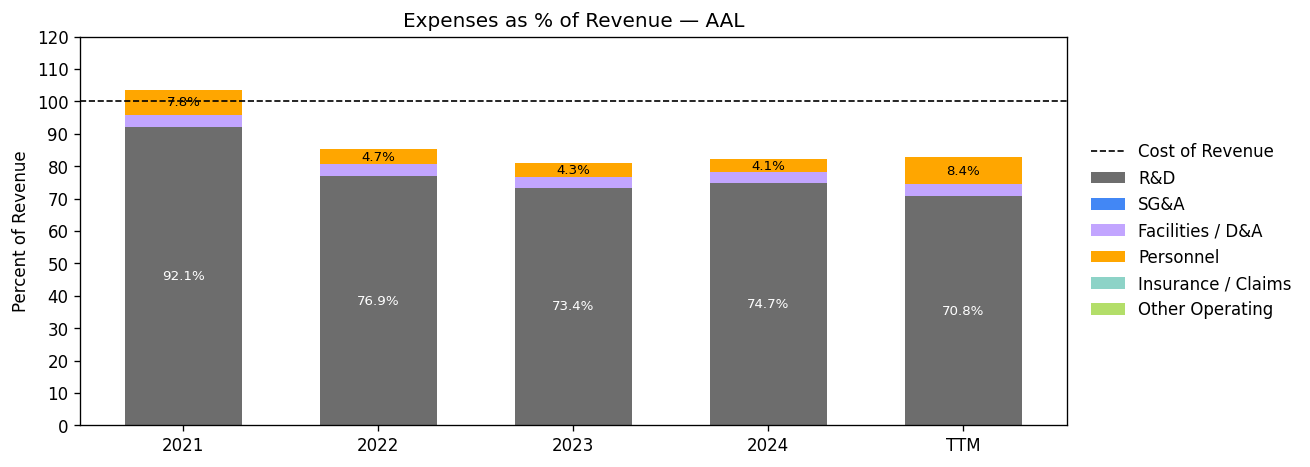 Expenses as % of Revenue — AAL
Percent of Revenue
120
110
100
90
80
70
60
50
40
30
20
10
0
7.8%
92.1%
4.7%
76.9%
4.3%
73.4%
4.1%
74.7%
8.4%
70.8%
2021
2022
2023
2024
TTM
Cost of Revenue
R&D
SG&A
Facilities / D&A
Personnel
Insurance / Claims
Other Operating